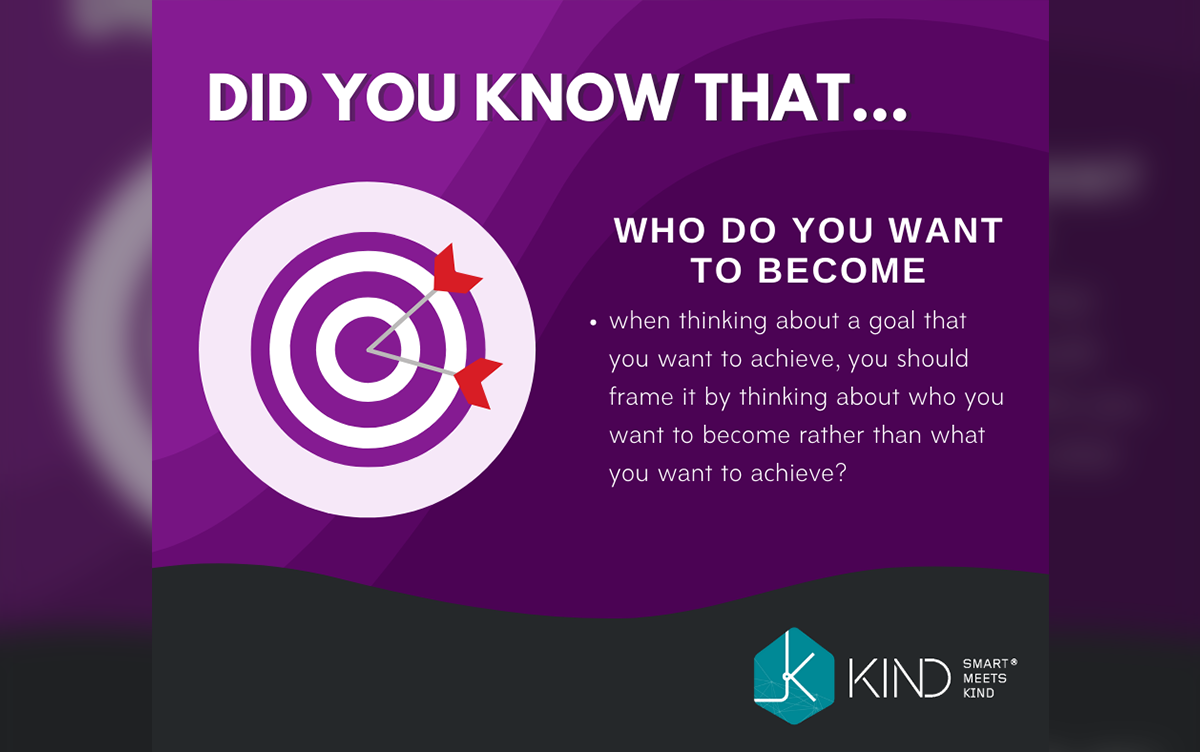 DID YOU KNOW THAT...
WHO DO YOU WANT
TO BECOME
• when thinking about a goal that
you want to achieve, you should
frame it by thinking about who you
want to become rather than what
you want to achieve?
KIND
SMART®
MEETS
KIND